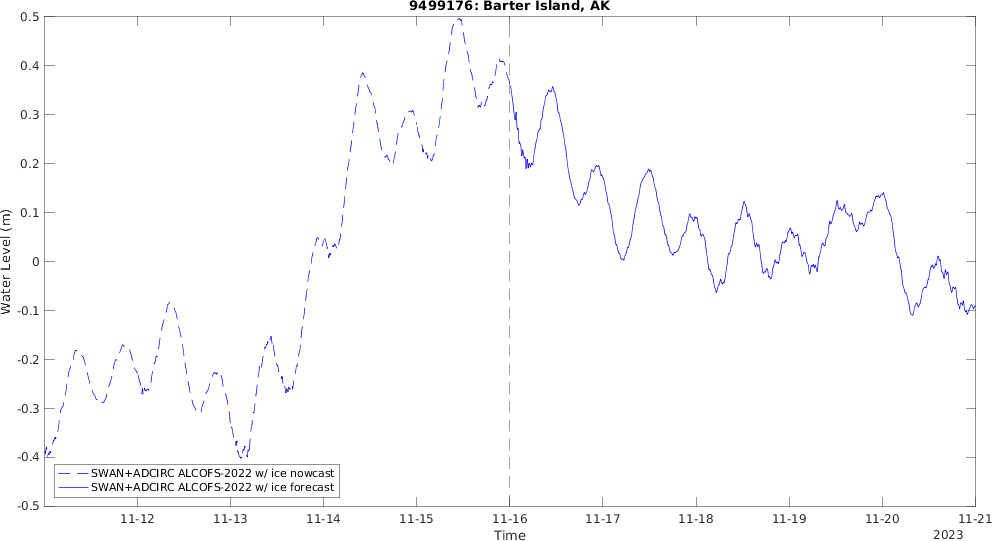 9499176: Barter Island, AK
0.5
0.4
0.3
0.2
0.1
0
-0.1
-0.2
-0.3
-0.4
-0.5
Water Level (m)
SWAN+ADCIRC ALCOFS-2022 w/ ice nowcast
SWAN+ADCIRC ALCOFS-2022 w/ ice forecast
11-12 11-13 11-14 11-15 11-16 11-17 11-18 11-19 11-20 11-21
Time
2023